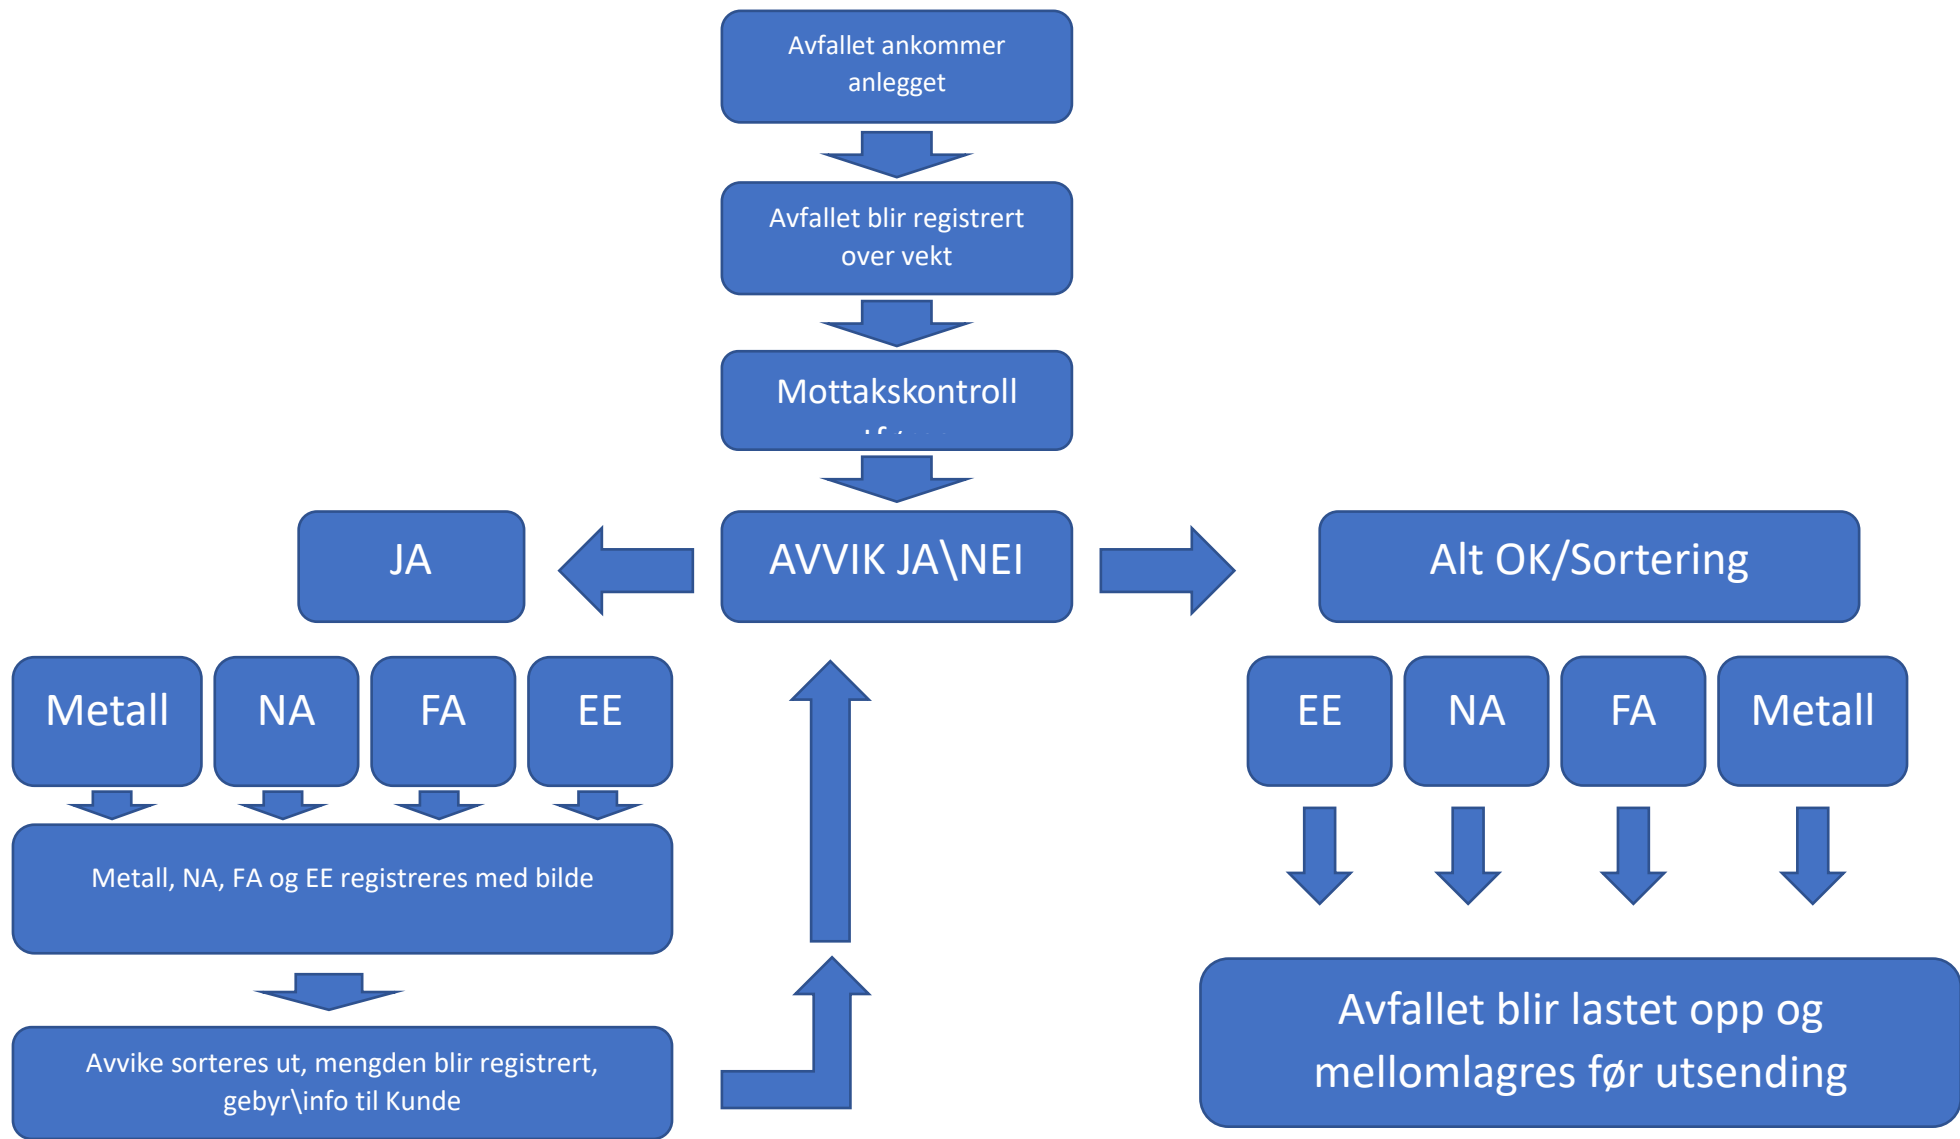 Avfallet ankommer
anlegget
Avfallet blir registrert
over vekt
Mottakskontroll
JA
AVVIK JA\NEI
Alt OK/Sortering
Metall
NA
FA
EE
EE
NA
FA
Metall
Metall, NA, FA og EE registreres med bilde
Avvike sorteres ut, mengden blir registrert,
gebyr\info til Kunde
Avfallet blir lastet opp og
mellomlagres før utsending